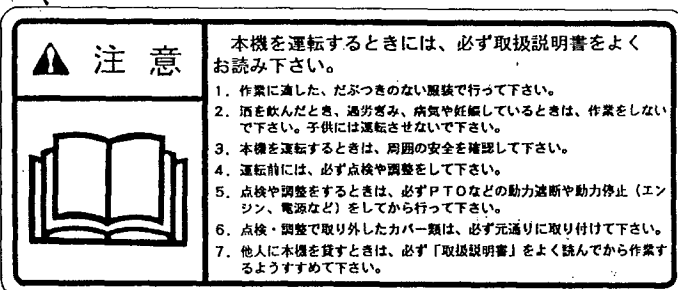 注 意
本機を運転するときには、必ず取扱説明書をよく
お読み下さい。
1. 作業に適した、だぶつきのない服装で行って下さい。
2. 酒を飲んだとき、過労ぎみ、病気や妊娠しているときは、作業をしない
で下さい。子供には運転させないで下さい。
3. 本機を運転するときは、周囲の安全を確認して下さい。
4. 運転前には、必ず点検や調整をして下さい。
5. 点検や調整をするときは、必ずPTOなどの動力遮断や動力停止（エン
ジン、電源など）をしてから行って下さい。
6. 点検・調整で取り外したカバー類は、必ず元通りに取り付けて下さい。
7. 他人に本機を貸すときは、必ず「取扱説明書」をよく読んでから作業す
るようすすめて下さい。